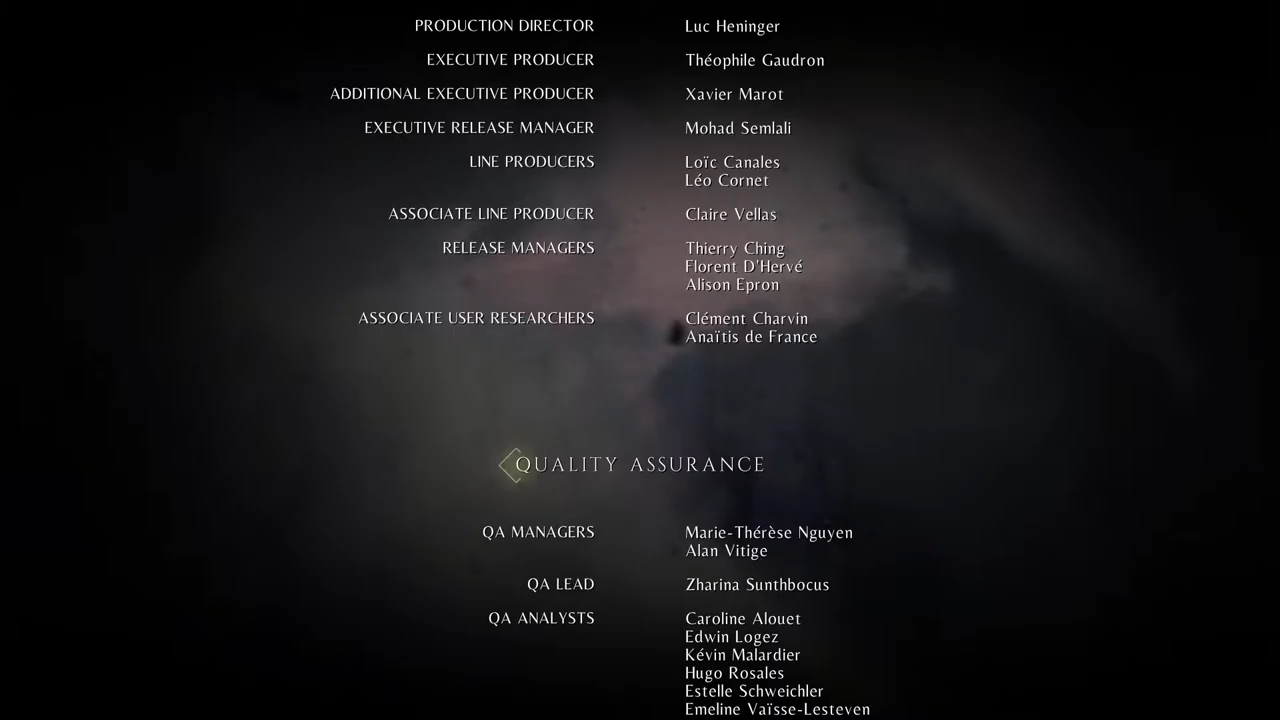 PRODUCTION DIRECTOR Luc Heninger
EXECUTIVE PRODUCER Théophile Gaudron
ADDITIONAL EXECUTIVE PRODUCER Xavier Marot
EXECUTIVE RELEASE MANAGER Mohad Semlali
LINE PRODUCERS Loïc Canales
Léo Cornet
ASSOCIATE LINE PRODUCER Claire Vellas
RELEASE MANAGERS Thierry Ching
Florent D'Hervé
Alison Epron
ASSOCIATE USER RESEARCHERS Clément Charvin
Anaïtis de France
QUALITY ASSURANCE
QA MANAGERS Marie-Thérèse Nguyen
Alan Vitige
QA LEAD Zharina Sunthbocus
QA ANALYSTS Caroline Alouet
Edwin Logez
Kévin Malardier
Hugo Rosales
Estelle Schweichler
Emeline Vaïsse-Lesteven